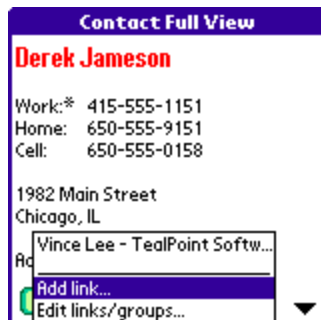 Contact Full View
Derek Jameson
Work:* 415-555-1151
Home: 650-555-9151
Cell: 650-555-0158
1982 Main Street
Chicago, IL
Vince Lee - TealPoint Softw...
Add link...
Edit links/groups...